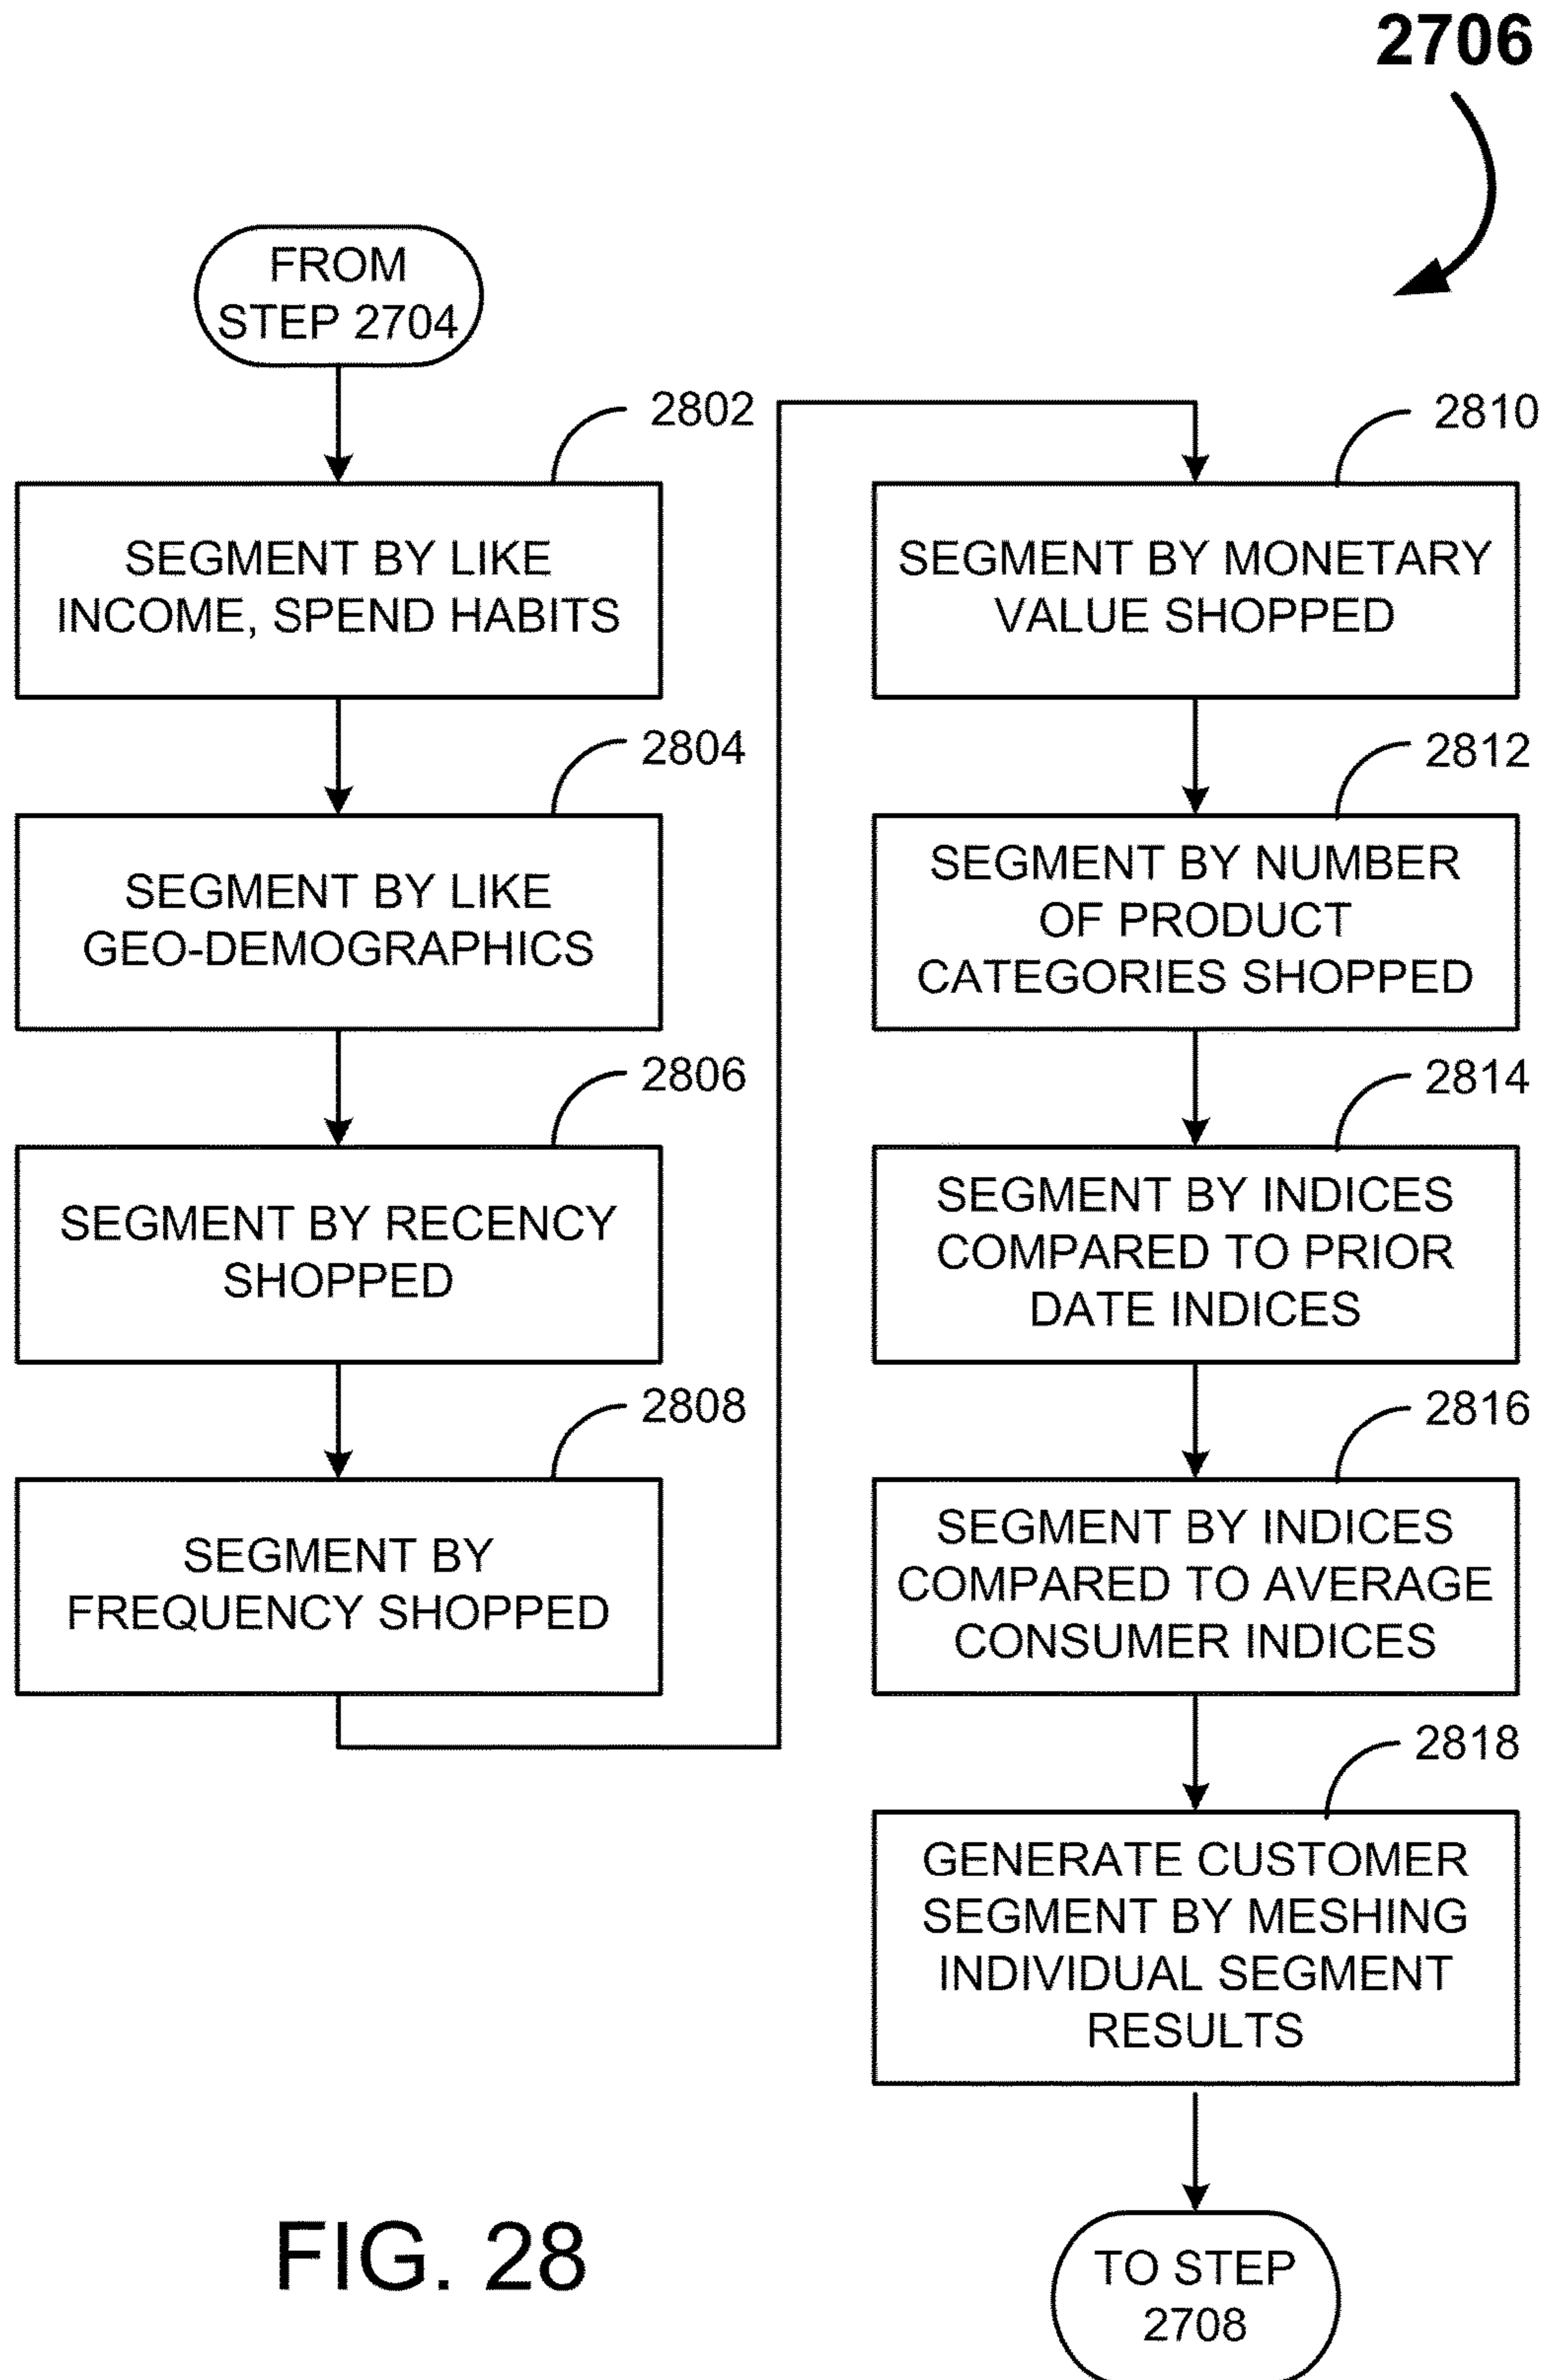 2706
FROM
STEP 2704
2802
SEGMENT BY LIKE
INCOME, SPEND HABITS
2804
SEGMENT BY LIKE
GEO-DEMOGRAPHICS
2806
SEGMENT BY RECENCY
SHOPPED
2808
SEGMENT BY
FREQUENCY SHOPPED
2810
SEGMENT BY MONETARY
VALUE SHOPPED
2812
SEGMENT BY NUMBER
OF PRODUCT
CATEGORIES SHOPPED
2814
SEGMENT BY INDICES
COMPARED TO PRIOR
DATE INDICES
2816
SEGMENT BY INDICES
COMPARED TO AVERAGE
CONSUMER INDICES
2818
GENERATE CUSTOMER
SEGMENT BY MESHING
INDIVIDUAL SEGMENT
RESULTS
TO STEP
2708
FIG. 28